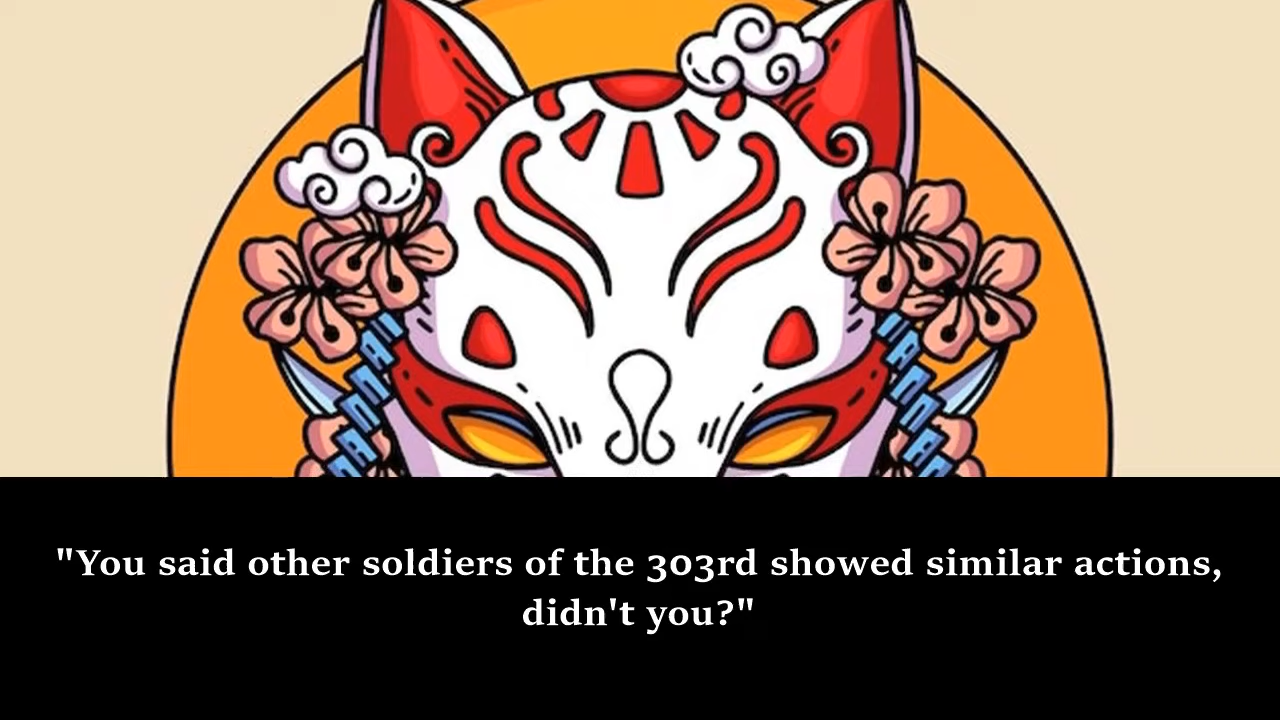 "You said other soldiers of the 303rd showed similar actions,
didn't you?"